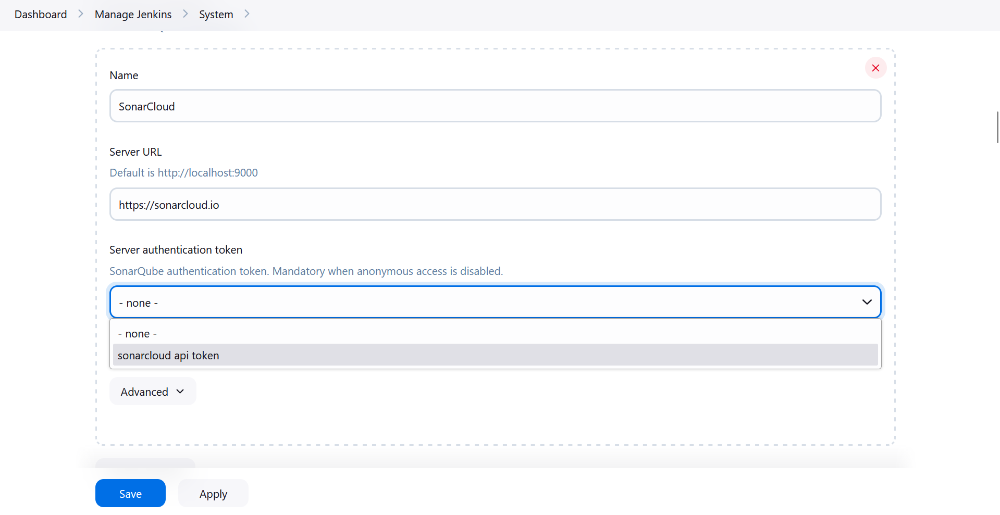 Dashboard > Manage Jenkins > System >
Name
SonarCloud
Server URL
Default is http://localhost:9000
https://sonarcloud.io
Server authentication token
SonarQube authentication token. Mandatory when anonymous access is disabled.
- none -
- none -
sonarcloud api token
Advanced
Save Apply